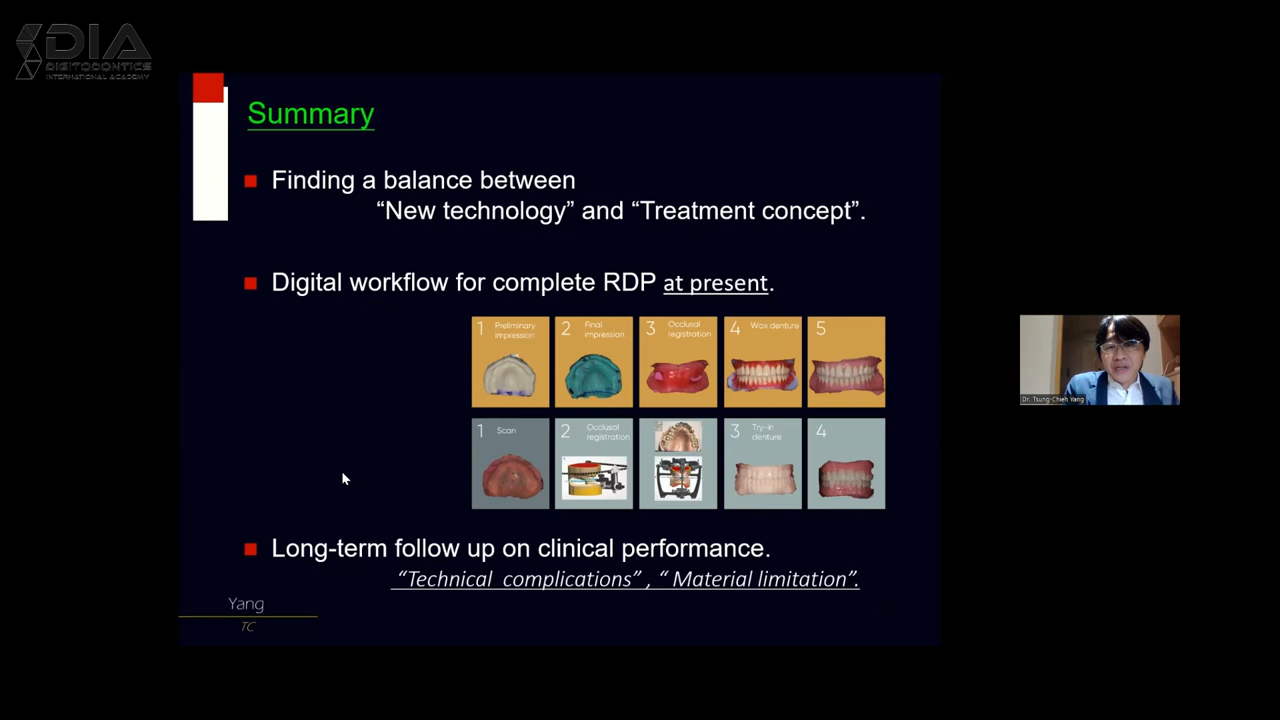 DIA
DIGITODONTICS
INTERNATIONAL ACADEMY
Summary
Finding a balance between
“New technology” and “Treatment concept”.
Digital workflow for complete RDP at present.
1 Preliminary
impression
2 Final
impression
3 Occlusal
registration
4 Wax denture
5
1 Scan
2 Occlusal
registration
3 Try-in
denture
4
Long-term follow up on clinical performance.
“Technical complications” , “ Material limitation”.
Yang
TC
Dr. Tsung-Chieh Yang